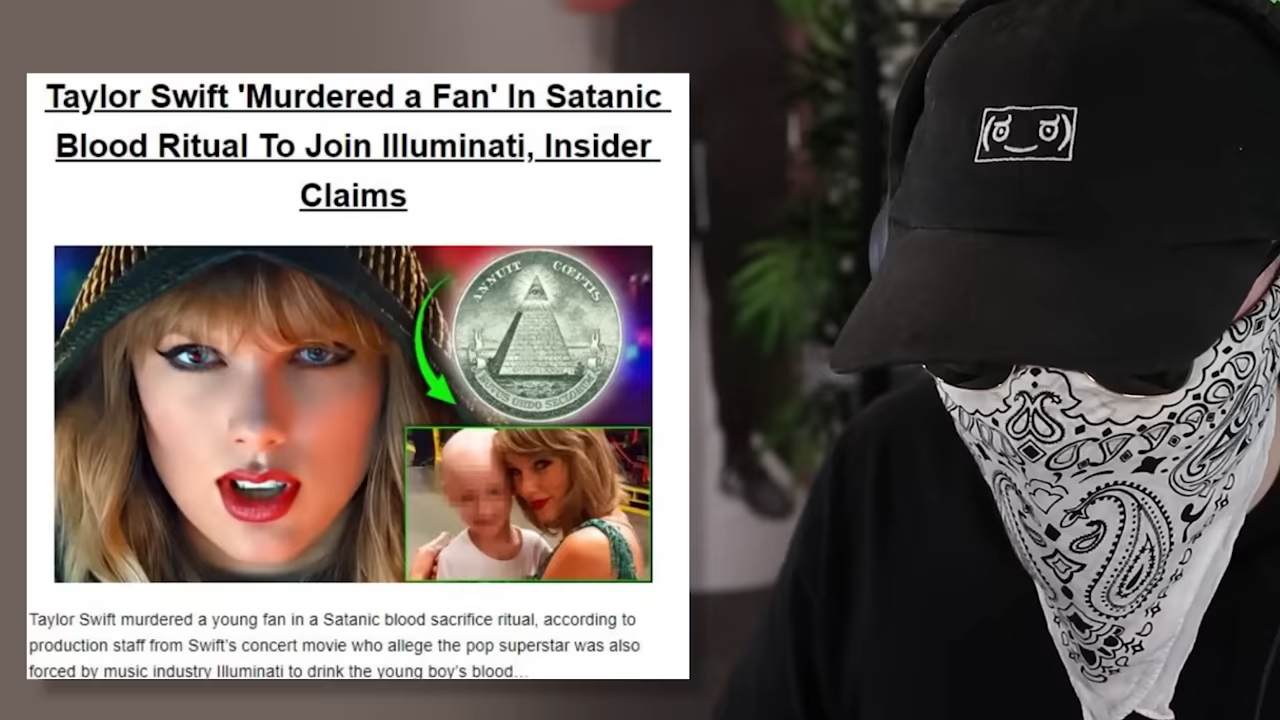 Taylor Swift 'Murdered a Fan' In Satanic
Blood Ritual To Join Illuminati, Insider
Claims
ANNUIT CŒPTIS
ORDO
Taylor Swift murdered a young fan in a Satanic blood sacrifice ritual, according to
production staff from Swift's concert movie who allege the pop superstar was also
forced by music industry Illuminati to drink the young boy's blood...